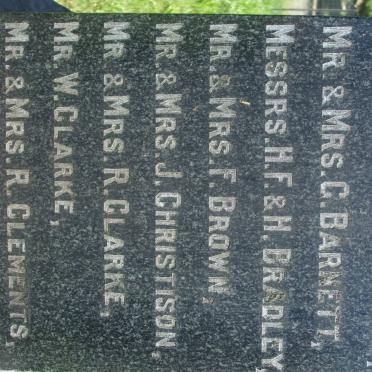 MR & MRS. C. BARNETT,
MESSRS H.F. & H. BRADLEY
MR. & MRS. F. BROWN,
MR. & MRS. J. CHRISTISON,
MR. & MRS. R. CLARKE,
MR. W. CLARKE,
MR. & MRS. R. CLEMENTS,